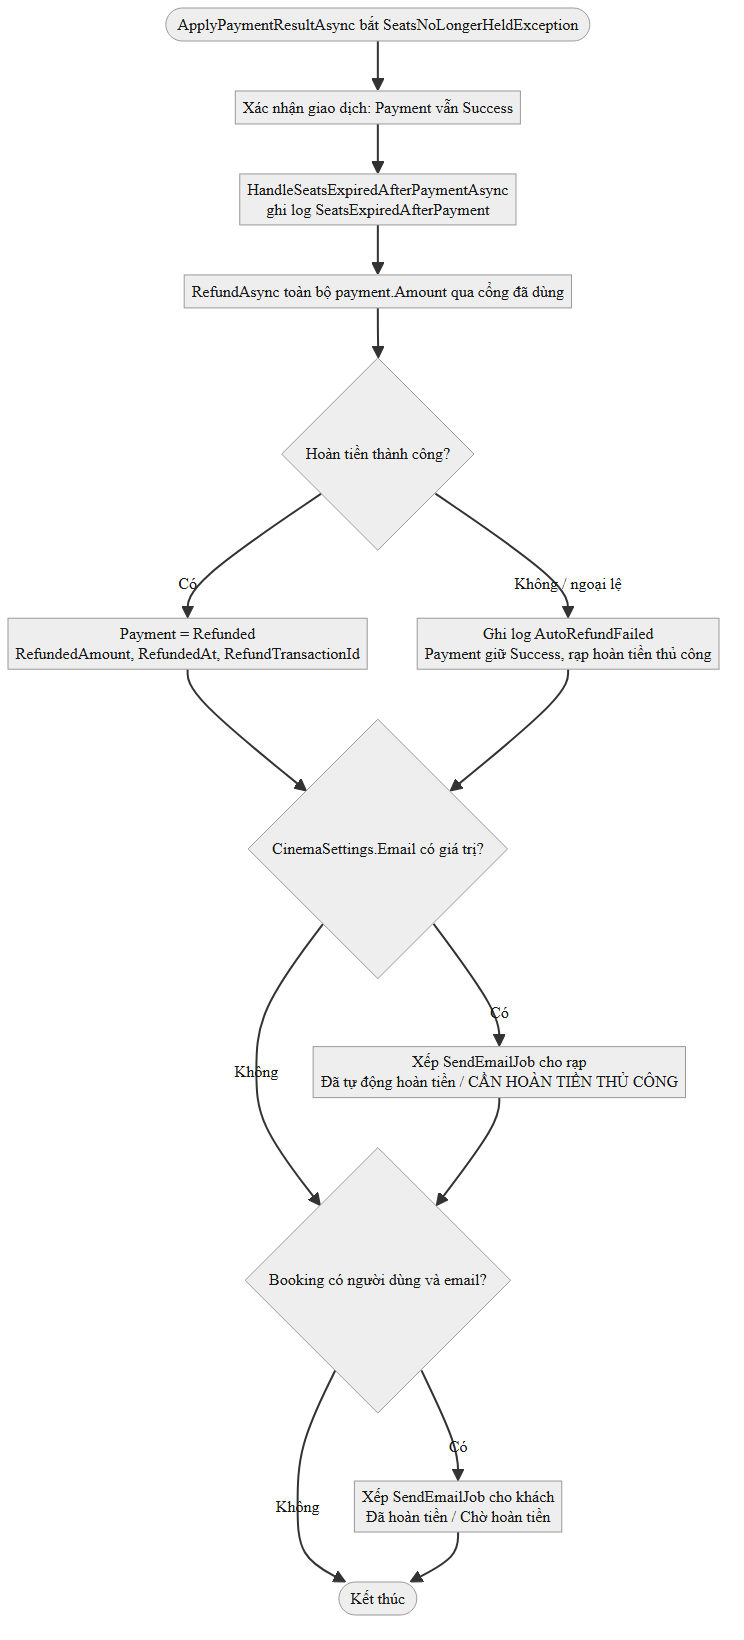 ApplyPaymentResultAsync bắt SeatsNoLongerHeldException
Xác nhận giao dịch: Payment vẫn Success
HandleSeatsExpiredAfterPaymentAsync
ghi log SeatsExpiredAfterPayment
RefundAsync toàn bộ payment.Amount qua cổng đã dùng
Hoàn tiền thành công?
Có
Không / ngoại lệ
Payment = Refunded
RefundedAmount, RefundedAt, RefundTransactionId
Ghi log AutoRefundFailed
Payment giữ Success, rạp hoàn tiền thủ công
CinemaSettings.Email có giá trị?
Có
Không
Xếp SendEmailJob cho rạp
Đã tự động hoàn tiền / CẦN HOÀN TIỀN THỦ CÔNG
Booking có người dùng và email?
Có
Không
Xếp SendEmailJob cho khách
Đã hoàn tiền / Chờ hoàn tiền
Kết thúc